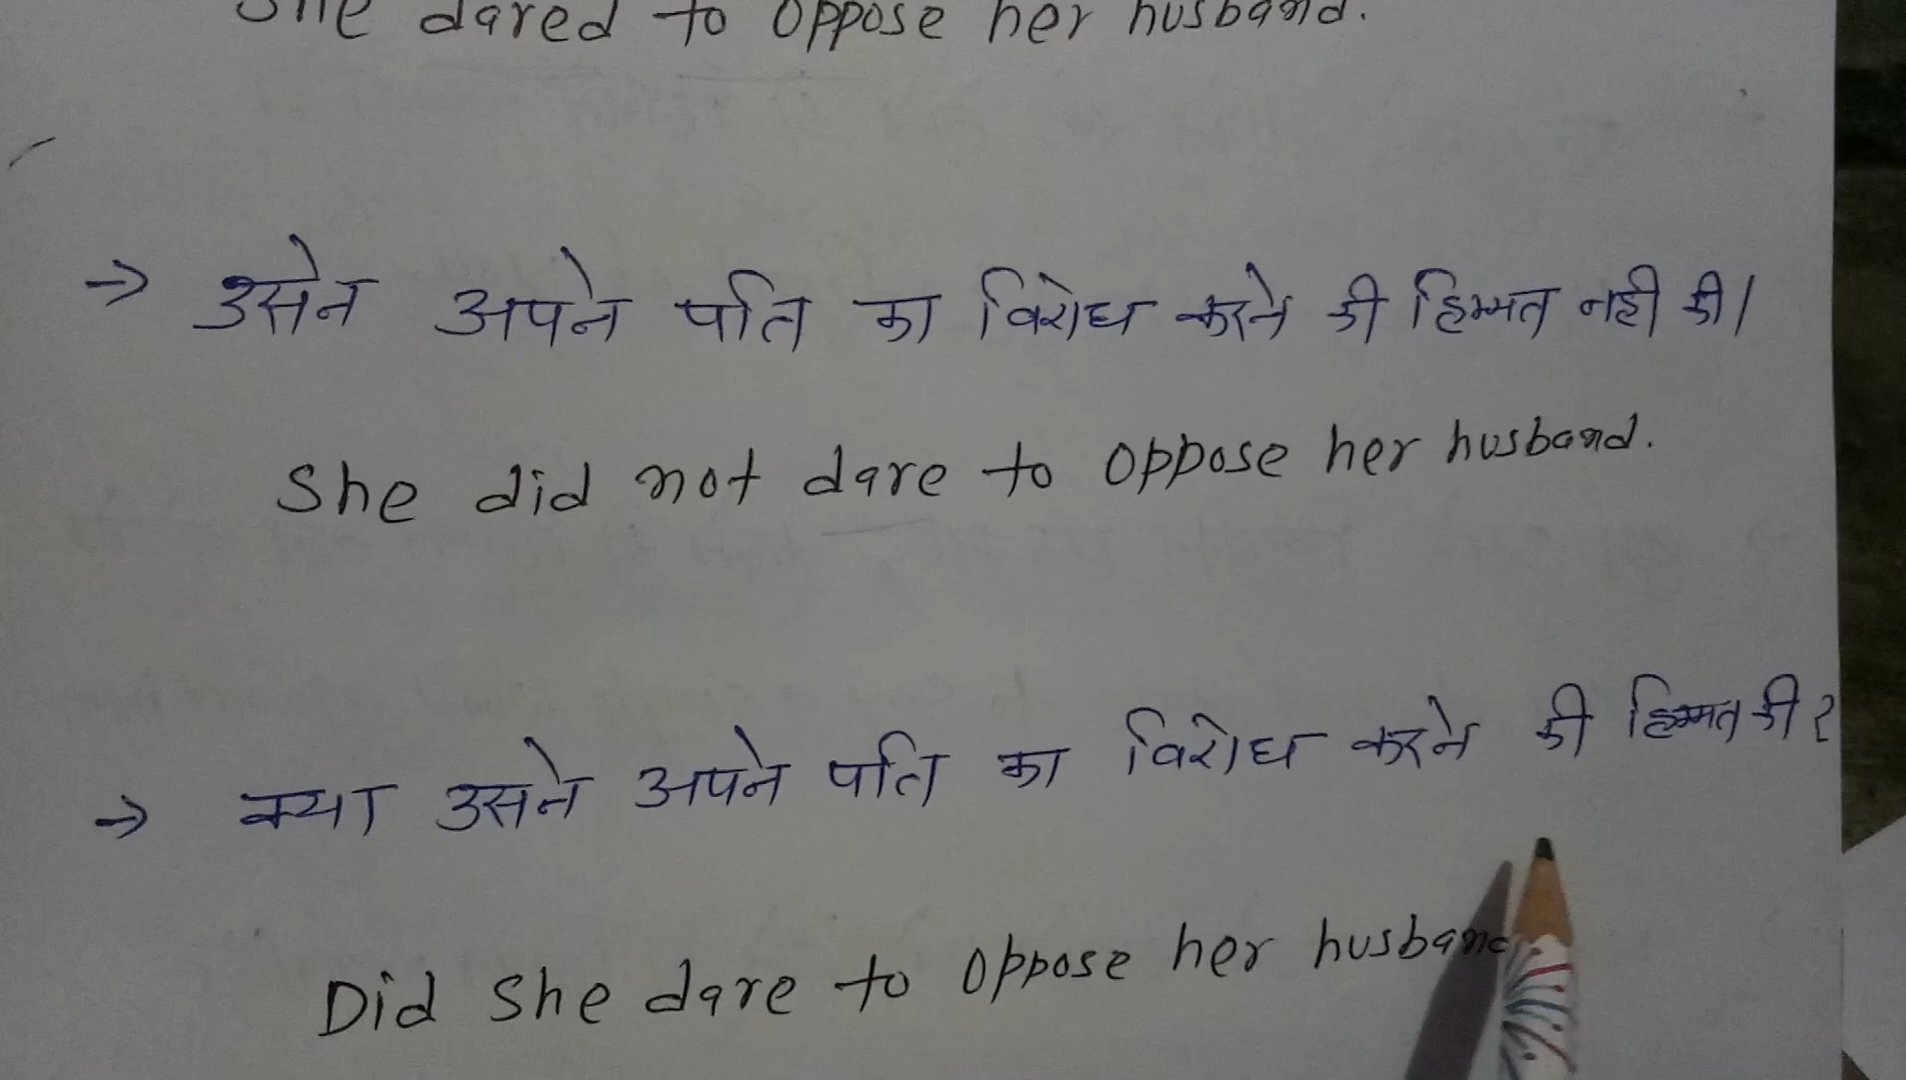 She dared to oppose her husband.
→ उसने अपने पति का विरोध करने की हिम्मत नही की।
She did not dare to oppose her husband.
→ क्या उसने अपने पति का विरोध करने की हिम्मत की?
Did she dare to oppose her husband